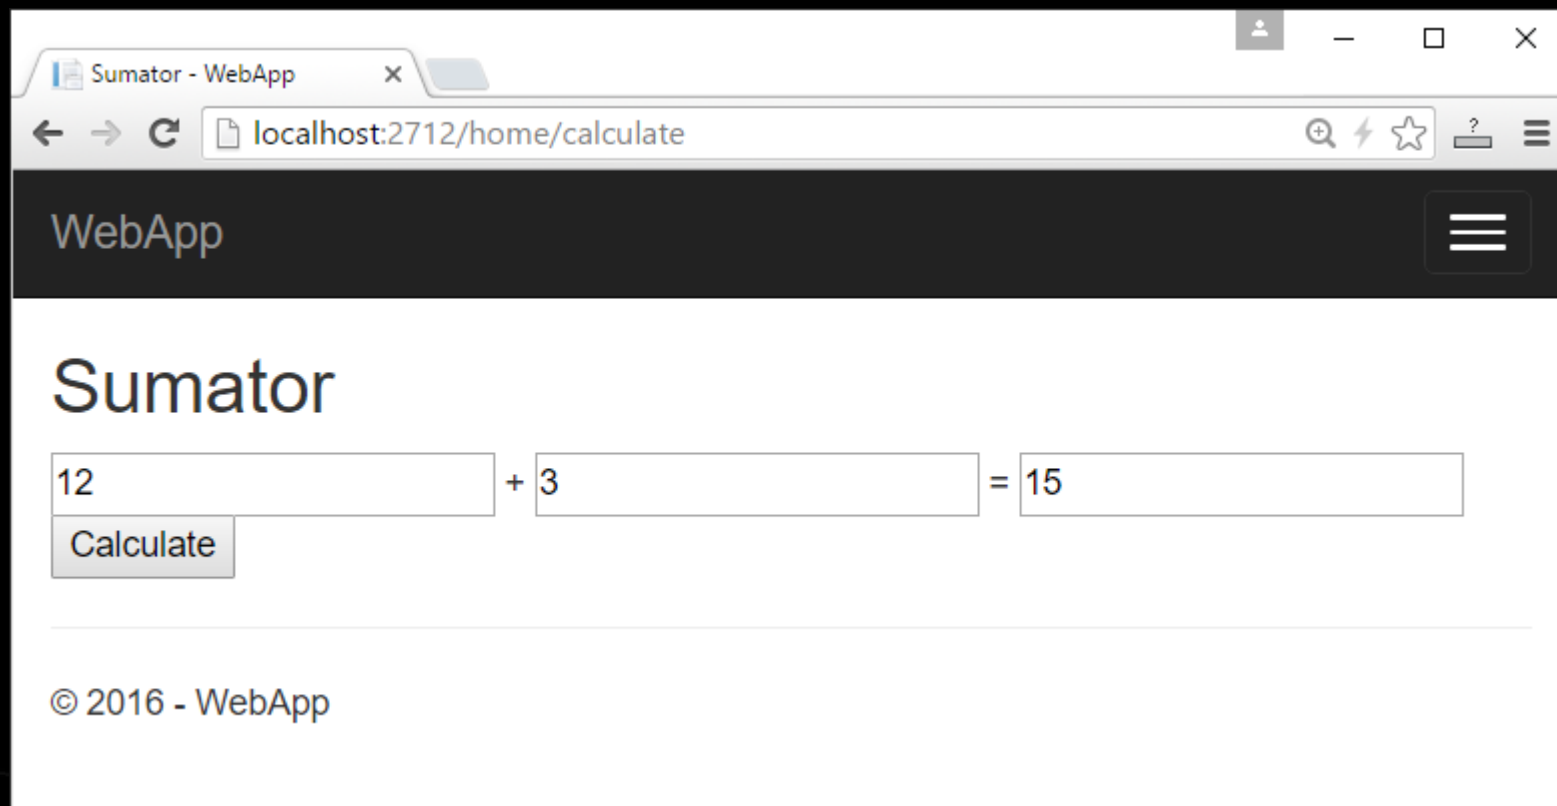 Sumator - WebApp
localhost:2712/home/calculate
?
WebApp
Sumator
12 + 3 = 15
Calculate
© 2016 - WebApp